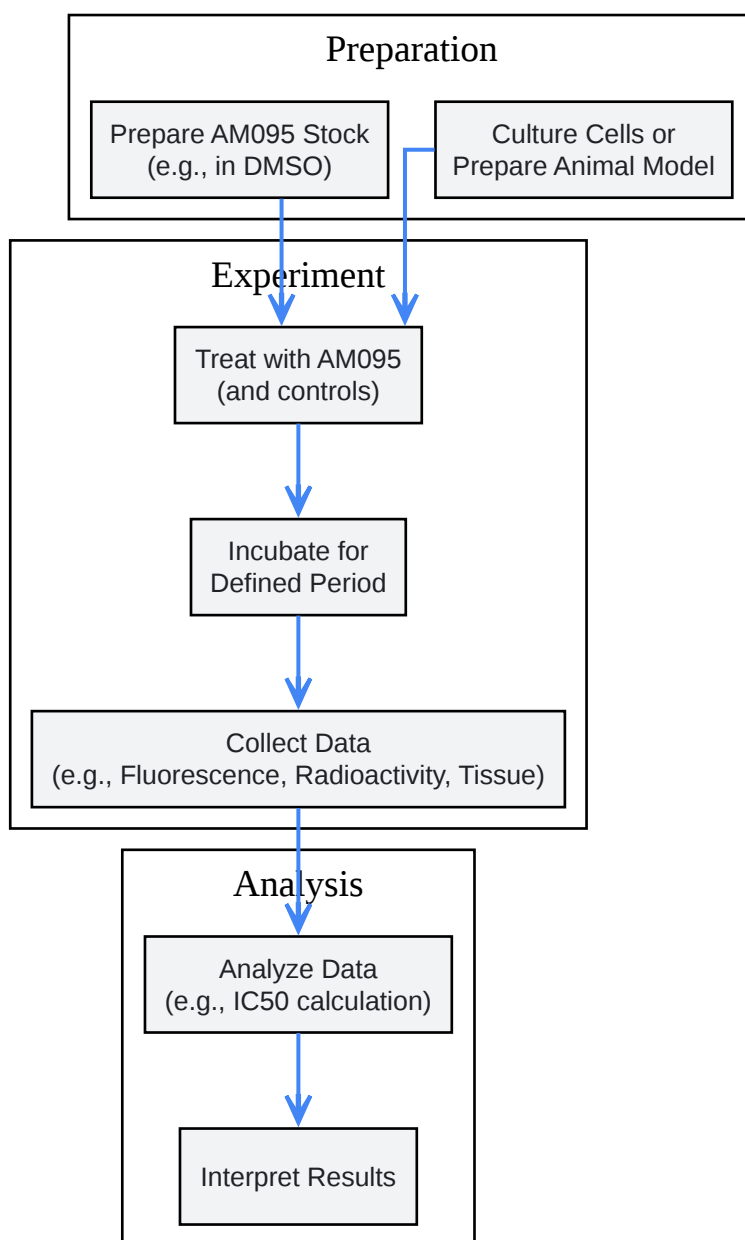 Preparation
Prepare AM095 Stock
(e.g., in DMSO)
Culture Cells or
Prepare Animal Model
Experiment
Treat with AM095
(and controls)
Incubate for
Defined Period
Collect Data
(e.g., Fluorescence, Radioactivity, Tissue)
Analysis
Analyze Data
(e.g., IC50 calculation)
Interpret Results